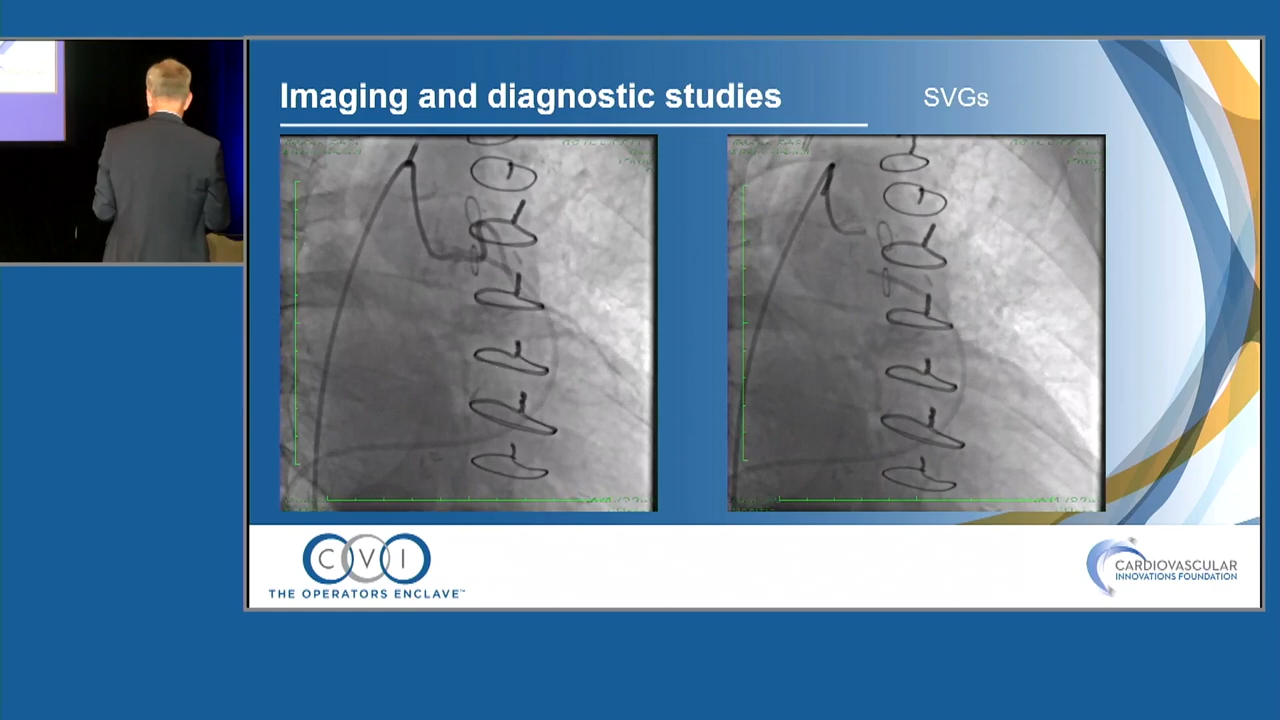 Imaging and diagnostic studies
SVGs
CVI
THE OPERATORS ENCLAVE™
CARDIOVASCULAR
INNOVATIONS FOUNDATION